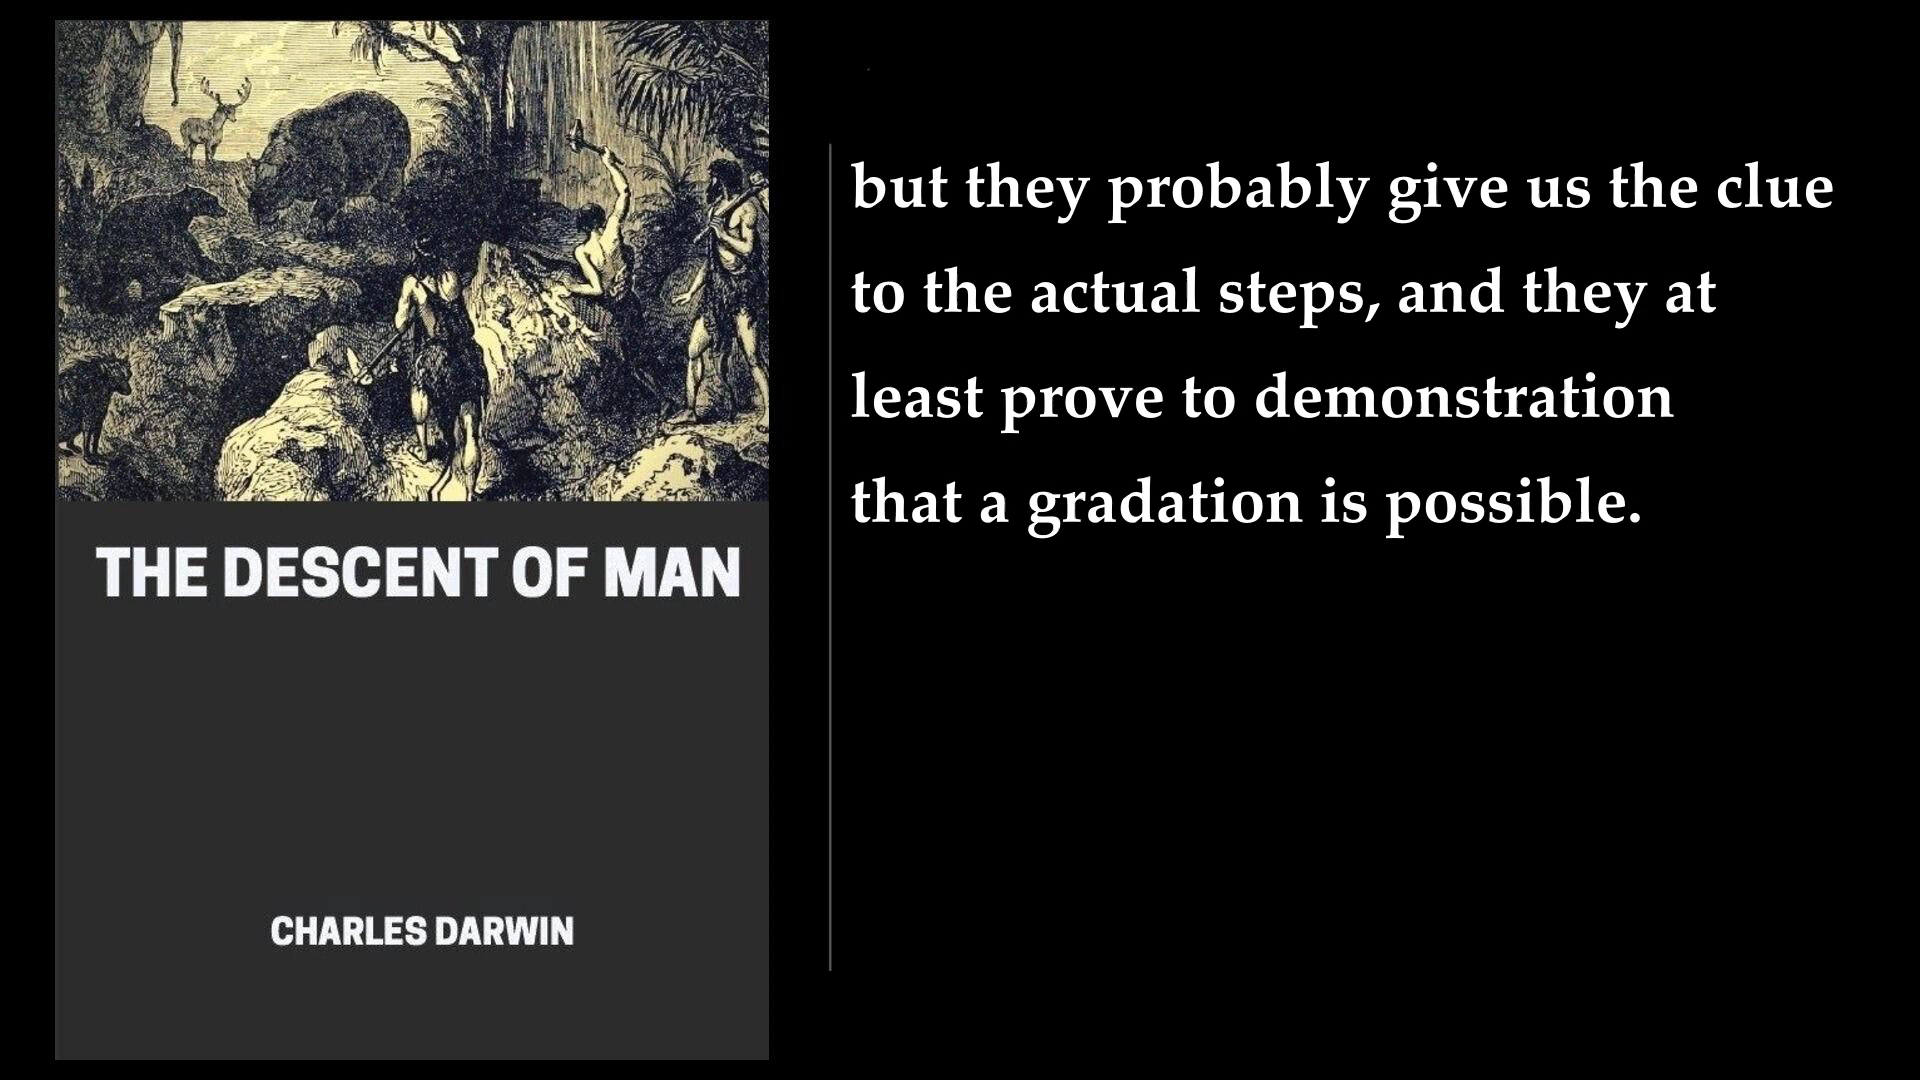 THE DESCENT OF MAN
CHARLES DARWIN
but they probably give us the clue
to the actual steps, and they at
least prove to demonstration
that a gradation is possible.